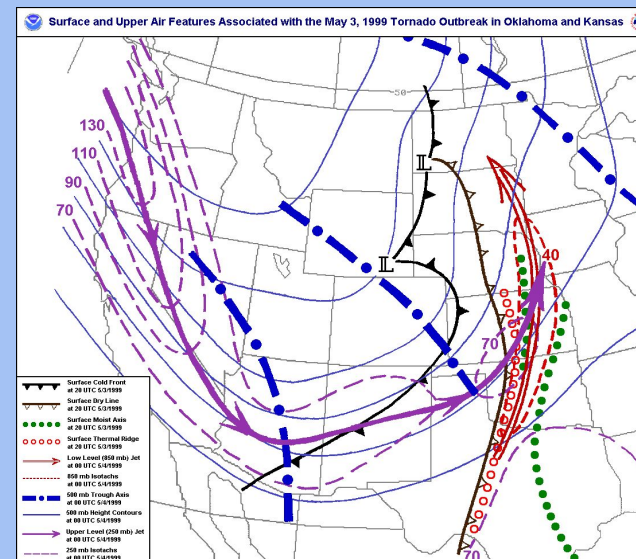 Surface and Upper Air Features Associated with the May 3, 1999 Tornado Outbreak in Oklahoma and Kansas
50
130
110
90
70
L
L
40
70
70
Surface Cold Front
at 20 UTC 5/3/1999
Surface Dry Line
at 20 UTC 5/3/1999
Surface Moist Axis
at 20 UTC 5/3/1999
Surface Thermal Ridge
at 20 UTC 5/3/1999
Low Level (850 mb) Jet
at 00 UTC 5/4/1999
850 mb Isotachs
at 00 UTC 5/4/1999
500 mb Trough Axis
at 00 UTC 5/4/1999
500 mb Height Contours
at 00 UTC 5/4/1999
Upper Level (250 mb) Jet
at 00 UTC 5/4/1999
250 mb Isotachs